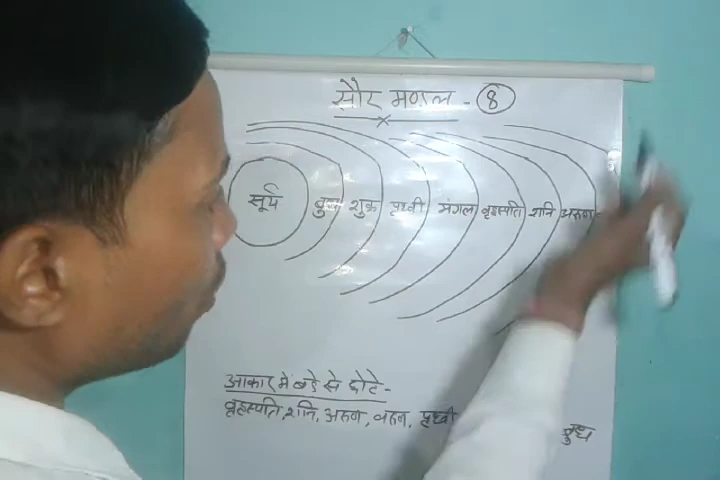 सौर मण्डल - 8
सूर्य बुध शुक्र पृथ्वी मंगल वृहस्पति शनि अरुण
आकार में बड़े से छोटे -
वृहस्पति, शनि, अरुण, वरुण, पृथ्वी
बुध